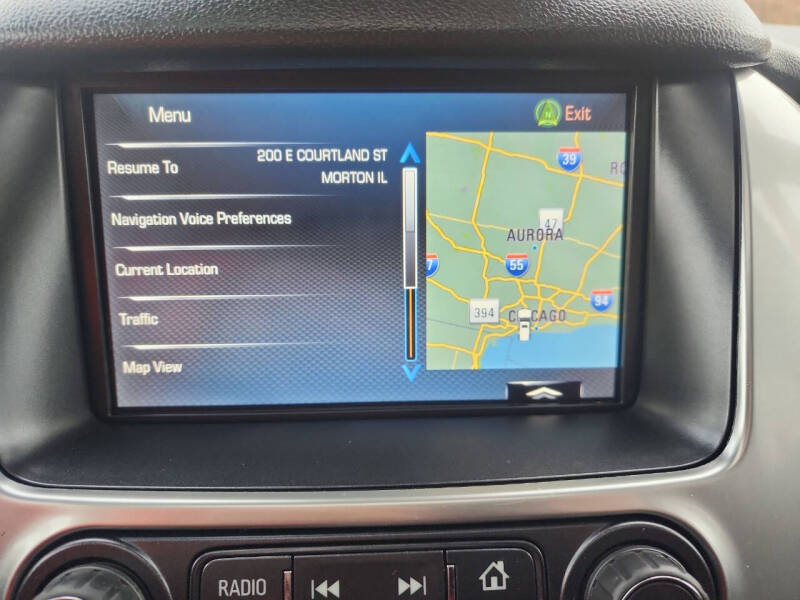 Menu
N Exit
Resume To 200 E COURTLAND ST
MORTON IL
Navigation Voice Preferences
Current Location
Traffic
Map View
39
RO
47
AURORA
55
94
394
CHICAGO
RADIO